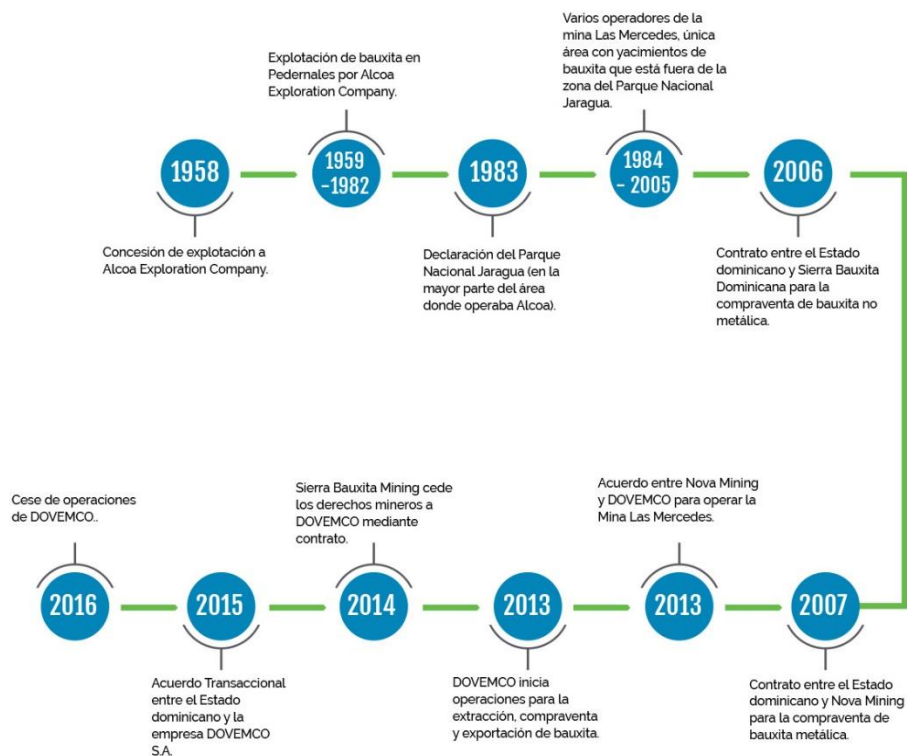 1958
Concesión de explotación a
Alcoa Exploration Company.
Explotación de bauxita en
Pedernales por Alcoa
Exploration Company.
1959
-1982
1983
Declaración del Parque
Nacional Jaragua (en la
mayor parte del área
donde operaba Alcoa).
Varios operadores de la
mina Las Mercedes, única
área con yacimientos de
bauxita que está fuera de la
zona del Parque Nacional
Jaragua.
1984
- 2005
2006
Contrato entre el Estado
dominicano y Sierra Bauxita
Dominicana para la
compraventa de bauxita no
metálica.
2007
Contrato entre el Estado
dominicano y Nova Mining
para la compraventa de
bauxita metálica.
Acuerdo entre Nova Mining
y DOVEMCO para operar la
Mina Las Mercedes.
2013
2013
DOVEMCO inicia
operaciones para la
extracción, compraventa
y exportación de bauxita.
Sierra Bauxita Mining cede
los derechos mineros a
DOVEMCO mediante
contrato.
2014
2015
Acuerdo Transaccional
entre el Estado
dominicano y la
empresa DOVEMCO
S.A.
Cese de operaciones
de DOVEMCO..
2016